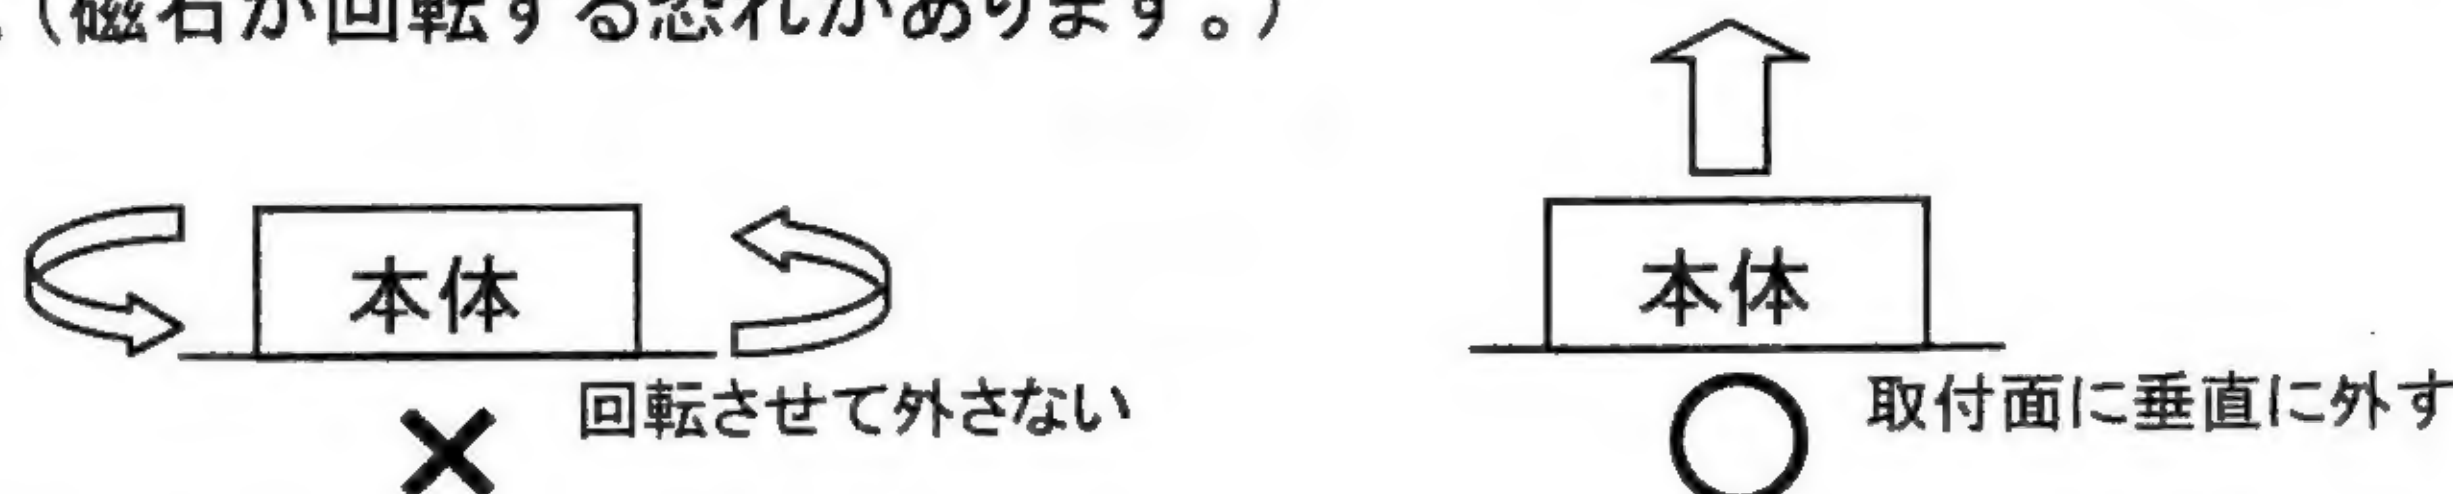 (磁石が回転する恐れがあります。)
本体
本体
回転させて外さない
取付面に垂直に外す
×
○